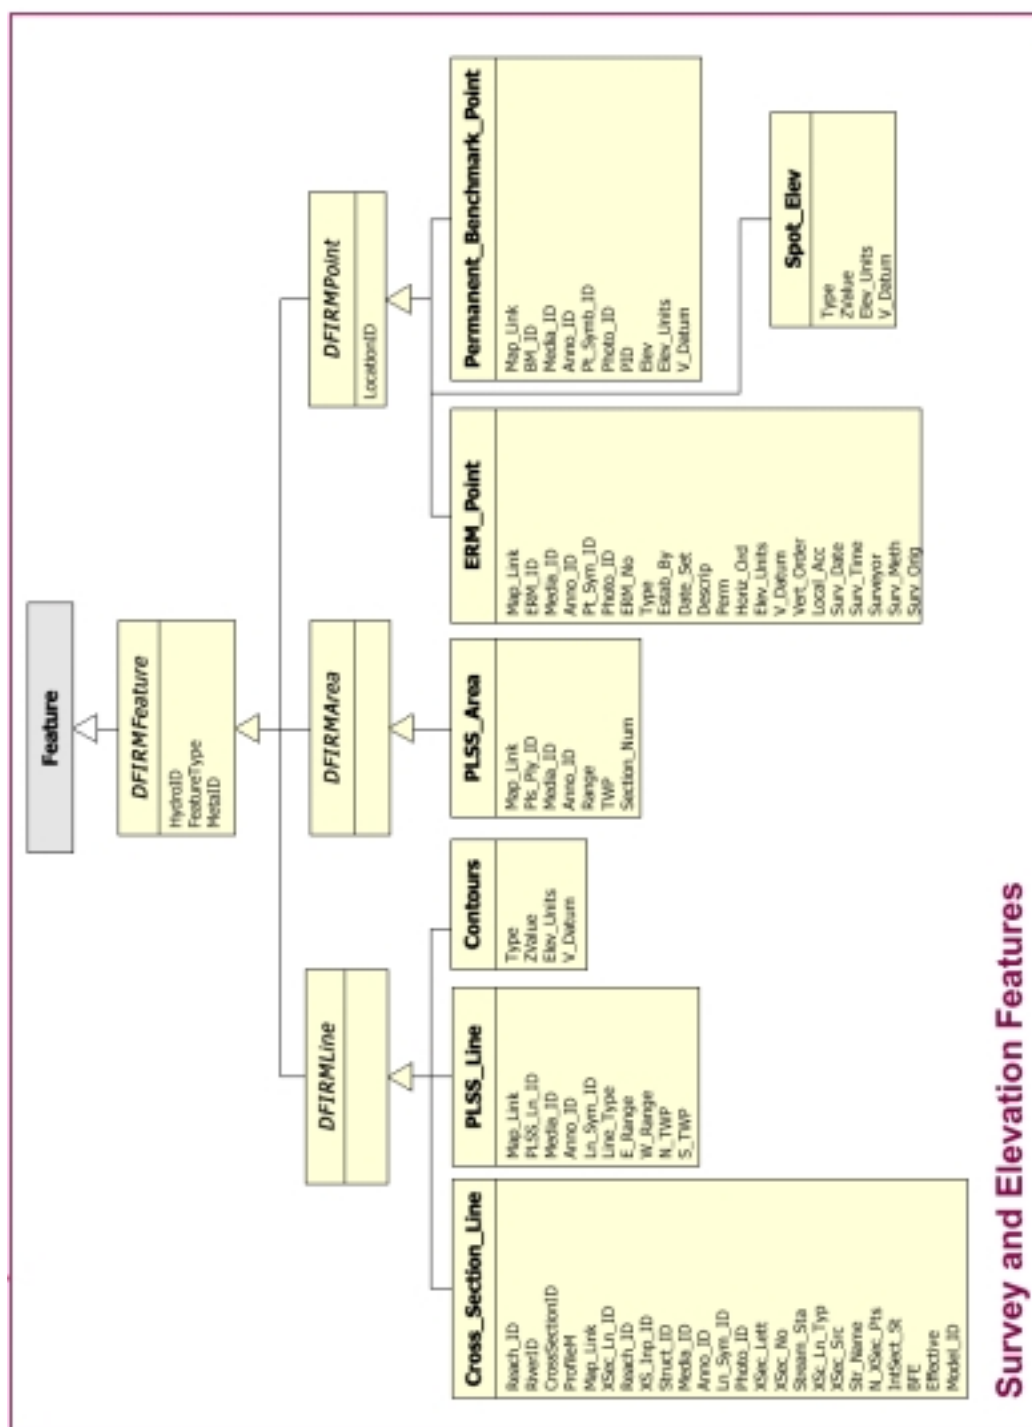 Feature
DFIRMFeature
HydroID
FeatureType
MetaID
DFIRMLine
DFIRMArea
DFIRMPoint
LocationID
Cross_Section_Line
Reach_ID
RiverID
CrossSectionID
ProfileM
Map_Link
XSec_Ln_ID
Reach_ID
XS_Inp_ID
Struct_ID
Media_ID
Anno_ID
Ln_Sym_ID
Photo_ID
XSec_Lett
XSec_No
Stream_Sta
XSc_Ln_Typ
XSec_Src
Str_Name
N_XSec_Pts
IntSect_St
BFE
Effective
Model_ID
PLSS_Line
Map_Link
PLSS_Ln_ID
Media_ID
Anno_ID
Ln_Sym_ID
Line_Type
E_Range
W_Range
N_TWP
S_TWP
Contours
Type
ZValue
Elev_Units
V_Datum
PLSS_Area
Map_Link
Pls_Ply_ID
Media_ID
Anno_ID
Range
TWP
Section_Num
ERM_Point
Map_Link
ERM_ID
Media_ID
Anno_ID
Pt_Sym_ID
Photo_ID
ERM_No
Type
Estab_By
Date_Set
Descrip
Perm
Horiz_Ord
Elev_Units
V_Datum
Vert_Order
Local_Acc
Surv_Date
Surv_Time
Surveyor
Surv_Meth
Surv_Orig
Permanent_Benchmark_Point
Map_Link
BM_ID
Media_ID
Anno_ID
Pt_Symb_ID
Photo_ID
PID
Elev
Elev_Units
V_Datum
Spot_Elev
Type
ZValue
Elev_Units
V_Datum
Survey and Elevation Features